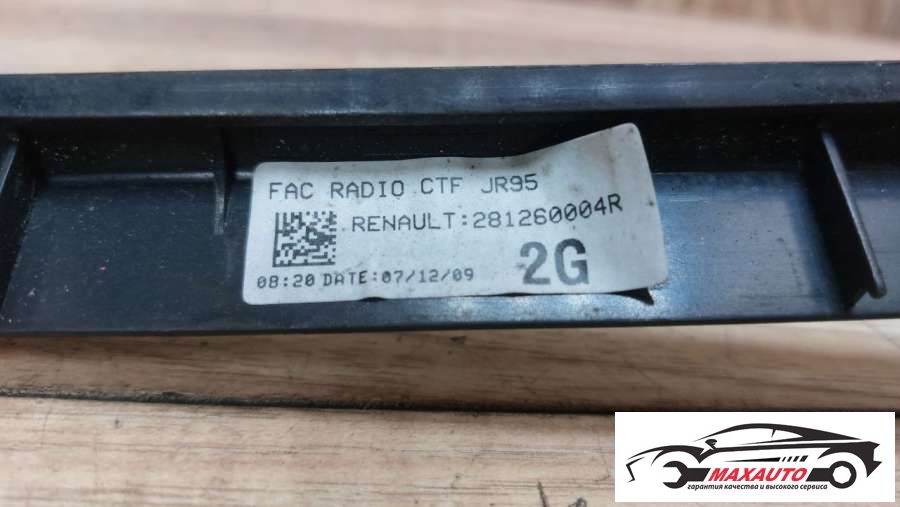 FAC RADIO CTF JR95
RENAULT:281260004R
08:20 DATE:07/12/09
2G
MAXAUTO
гарантия качества и высокого сервиса